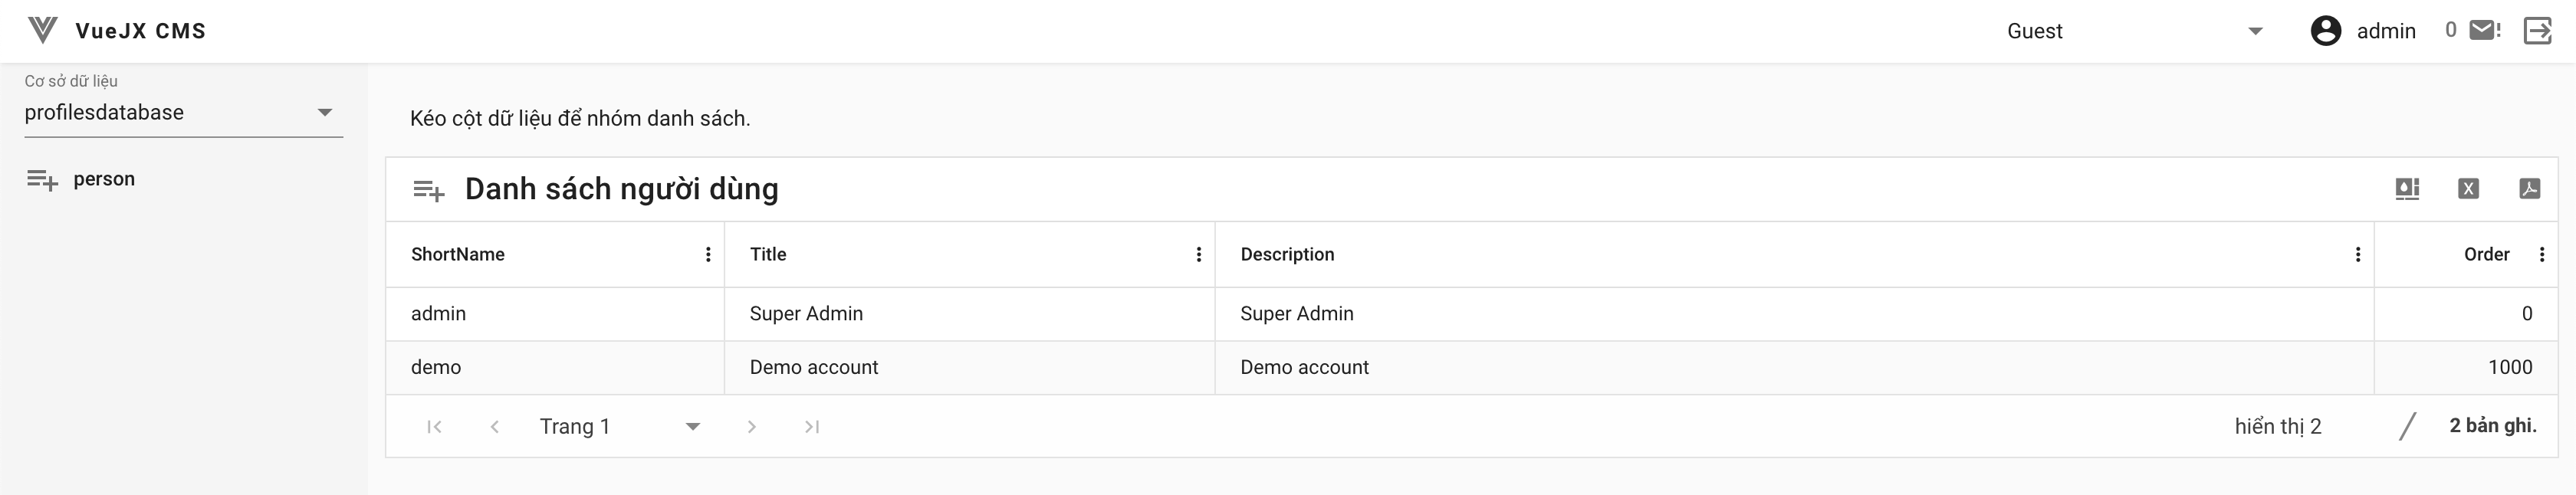 VueJX CMS
Guest
admin
0
Cơ sở dữ liệu
profilesdatabase
person
Kéo cột dữ liệu để nhóm danh sách.
Danh sách người dùng
ShortName Title Description Order
admin Super Admin Super Admin 0
demo Demo account Demo account 1000
Trang 1
hiển thị 2 / 2 bản ghi.